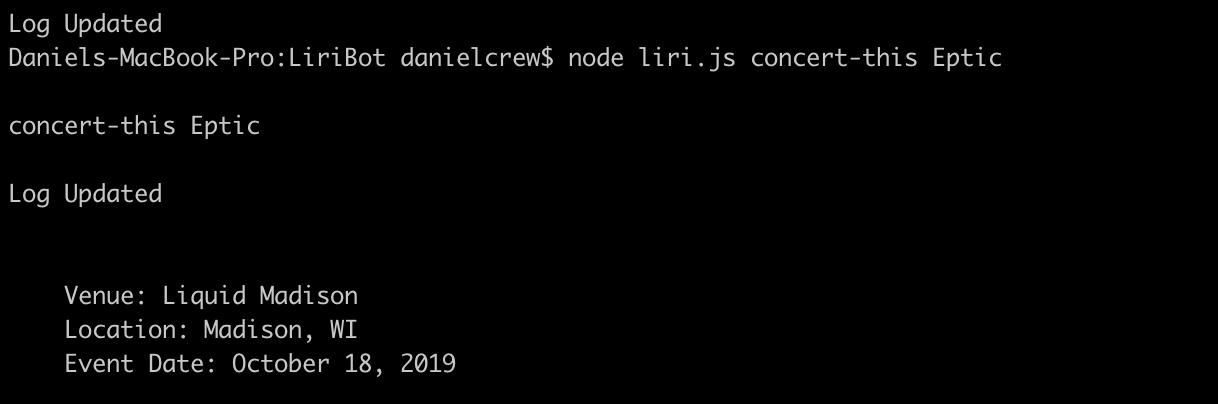 Log Updated
Daniels-MacBook-Pro:LiriBot danielcrew$ node liri.js concert-this Eptic
concert-this Eptic
Log Updated
Venue: Liquid Madison
Location: Madison, WI
Event Date: October 18, 2019